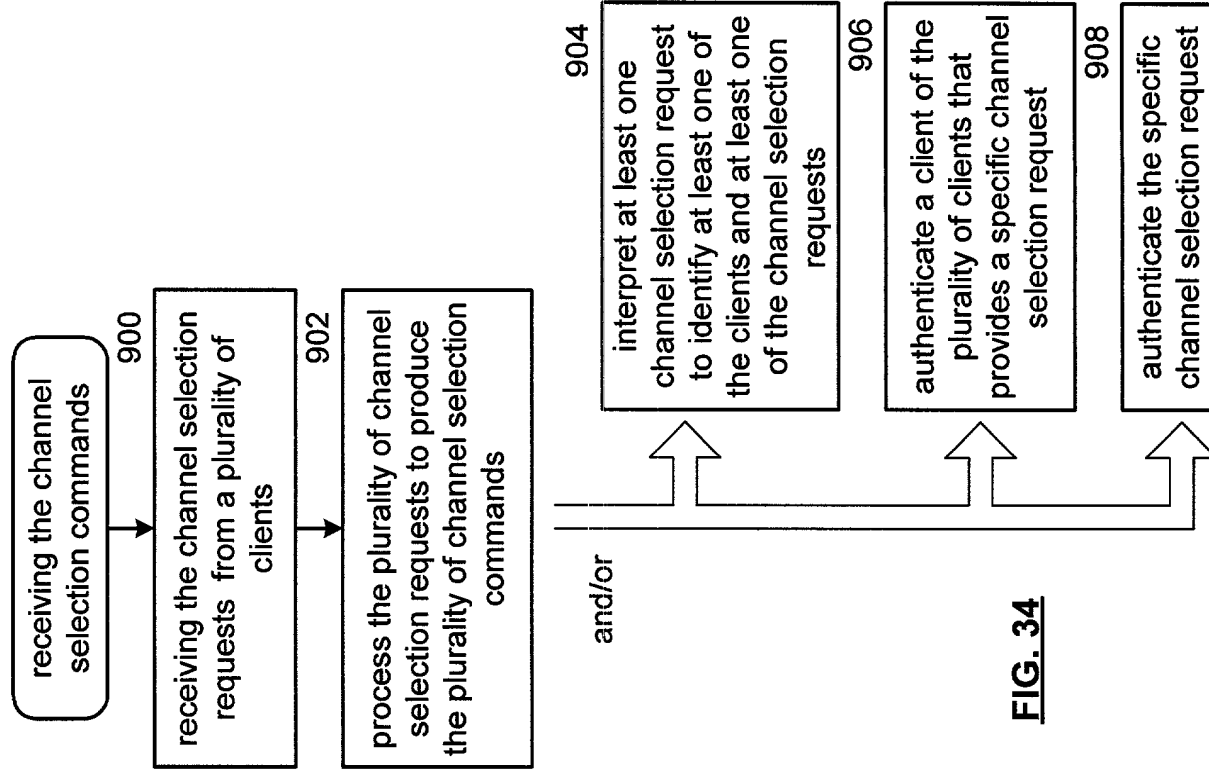 receiving the channel
selection commands
900
receiving the channel selection
requests from a plurality of
clients
902
process the plurality of channel
selection requests to produce
the plurality of channel selection
commands
and/or
904
interpret at least one
channel selection request
to identify at least one of
the clients and at least one
of the channel selection
requests
906
authenticate a client of the
plurality of clients that
provides a specific channel
selection request
908
authenticate the specific
channel selection request
FIG. 34